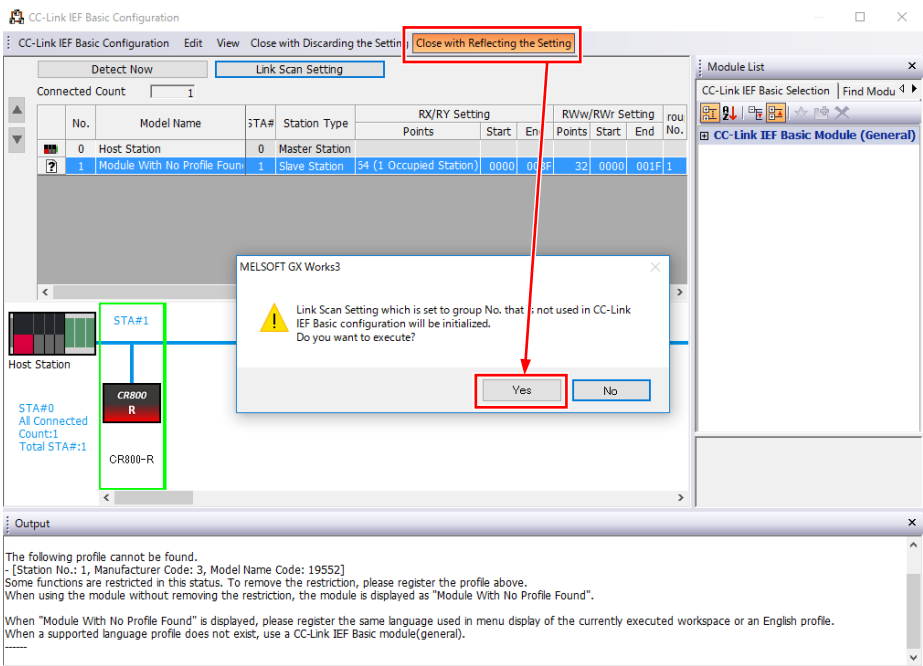 CC-Link IEF Basic Configuration
CC-Link IEF Basic Configuration Edit View Close with Discarding the Setting Close with Reflecting the Setting
Detect Now Link Scan Setting
Connected Count 1
No. Model Name STA# Station Type RX/RY Setting RWw/RWr Setting rou No.
Points Start End Points Start End
0 Host Station 0 Master Station
1 Module With No Profile Foun 1 Slave Station 54 (1 Occupied Station) 0000 003F 32 0000 001F 1
Module List
CC-Link IEF Basic Selection Find Modu
CC-Link IEF Basic Module (General)
MELSOFT GX Works3
Link Scan Setting which is set to group No. that is not used in CC-Link
IEF Basic configuration will be initialized.
Do you want to execute?
Yes No
STA#1
Host Station
CR800
R
STA#0
All Connected
Count:1
Total STA#:1
CR800-R
Output
The following profile cannot be found.
- [Station No.: 1, Manufacturer Code: 3, Model Name Code: 19552]
Some functions are restricted in this status. To remove the restriction, please register the profile above.
When using the module without removing the restriction, the module is displayed as "Module With No Profile Found".
When "Module With No Profile Found" is displayed, please register the same language used in menu display of the currently executed workspace or an English profile.
When a supported language profile does not exist, use a CC-Link IEF Basic module(general).
------